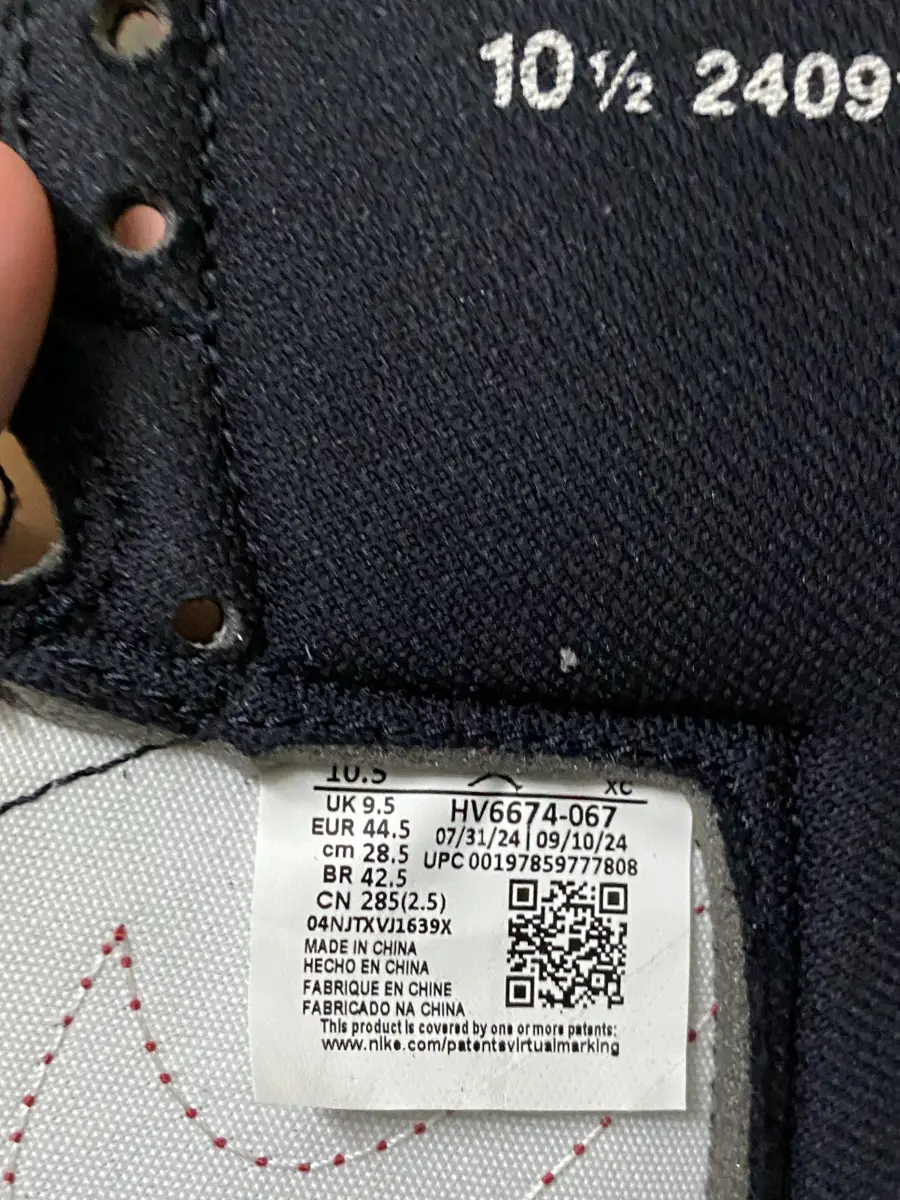 10 1/2 2409
10.5 XC
UK 9.5 HV6674-067
EUR 44.5 07/31/24 | 09/10/24
cm 28.5 UPC 00197859777808
BR 42.5
CN 285(2.5)
04NJTXVJ1639X
MADE IN CHINA
HECHO EN CHINA
FABRIQUE EN CHINE
FABRICADO NA CHINA
This product is covered by one or more patents:
www.nike.com/patentsvirtualmarking